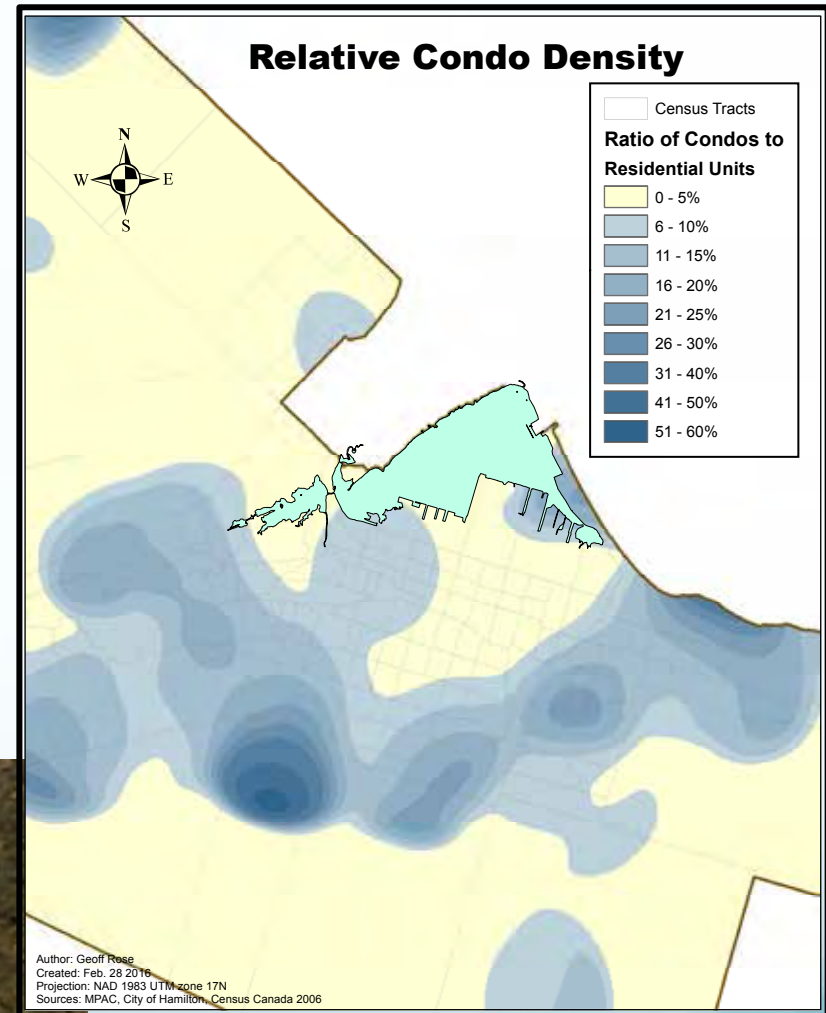 Relative Condo Density
N
W E
S
Census Tracts
Ratio of Condos to
Residential Units
0 - 5%
6 - 10%
11 - 15%
16 - 20%
21 - 25%
26 - 30%
31 - 40%
41 - 50%
51 - 60%
Author: Geoff Rose
Created: Feb. 28 2016
Projection: NAD 1983 UTM zone 17N
Sources: MPAC, City of Hamilton, Census Canada 2006